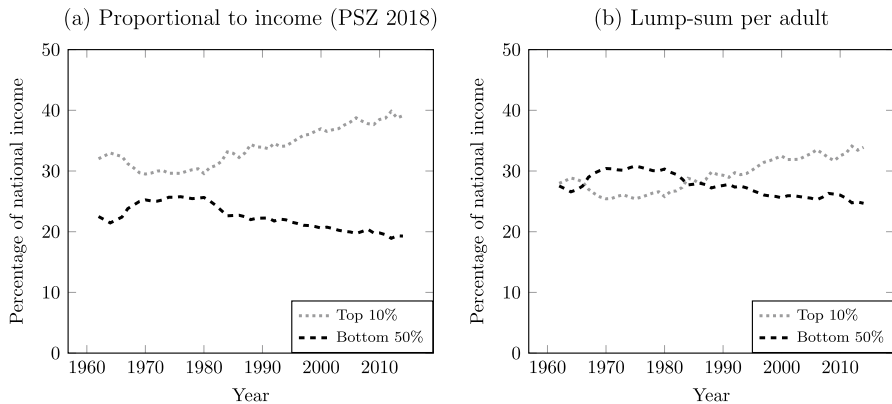 (a) Proportional to income (PSZ 2018)
Percentage of national income
50
40
30
20
10
0
1960 1970 1980 1990 2000 2010
Year
Top 10%
Bottom 50%
(b) Lump-sum per adult
Percentage of national income
50
40
30
20
10
0
1960 1970 1980 1990 2000 2010
Year
Top 10%
Bottom 50%